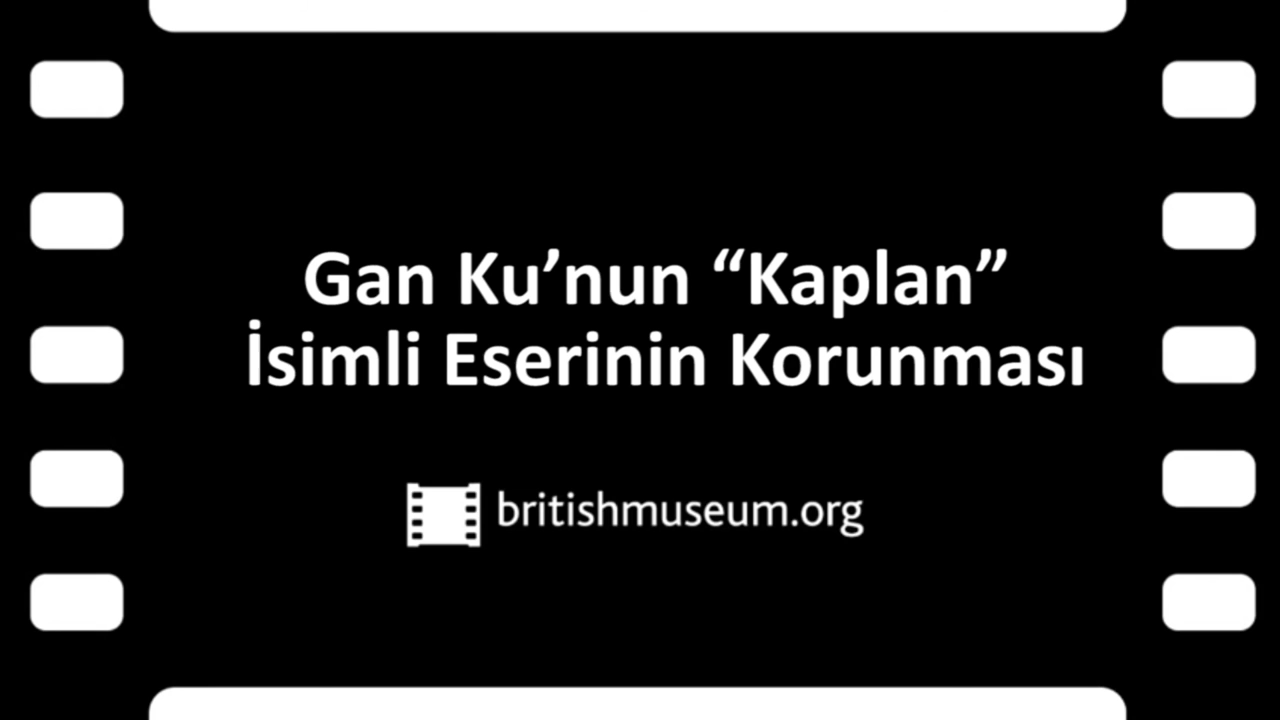 Gan Ku’nun “Kaplan”
İsimli Eserinin Korunması
britishmuseum.org